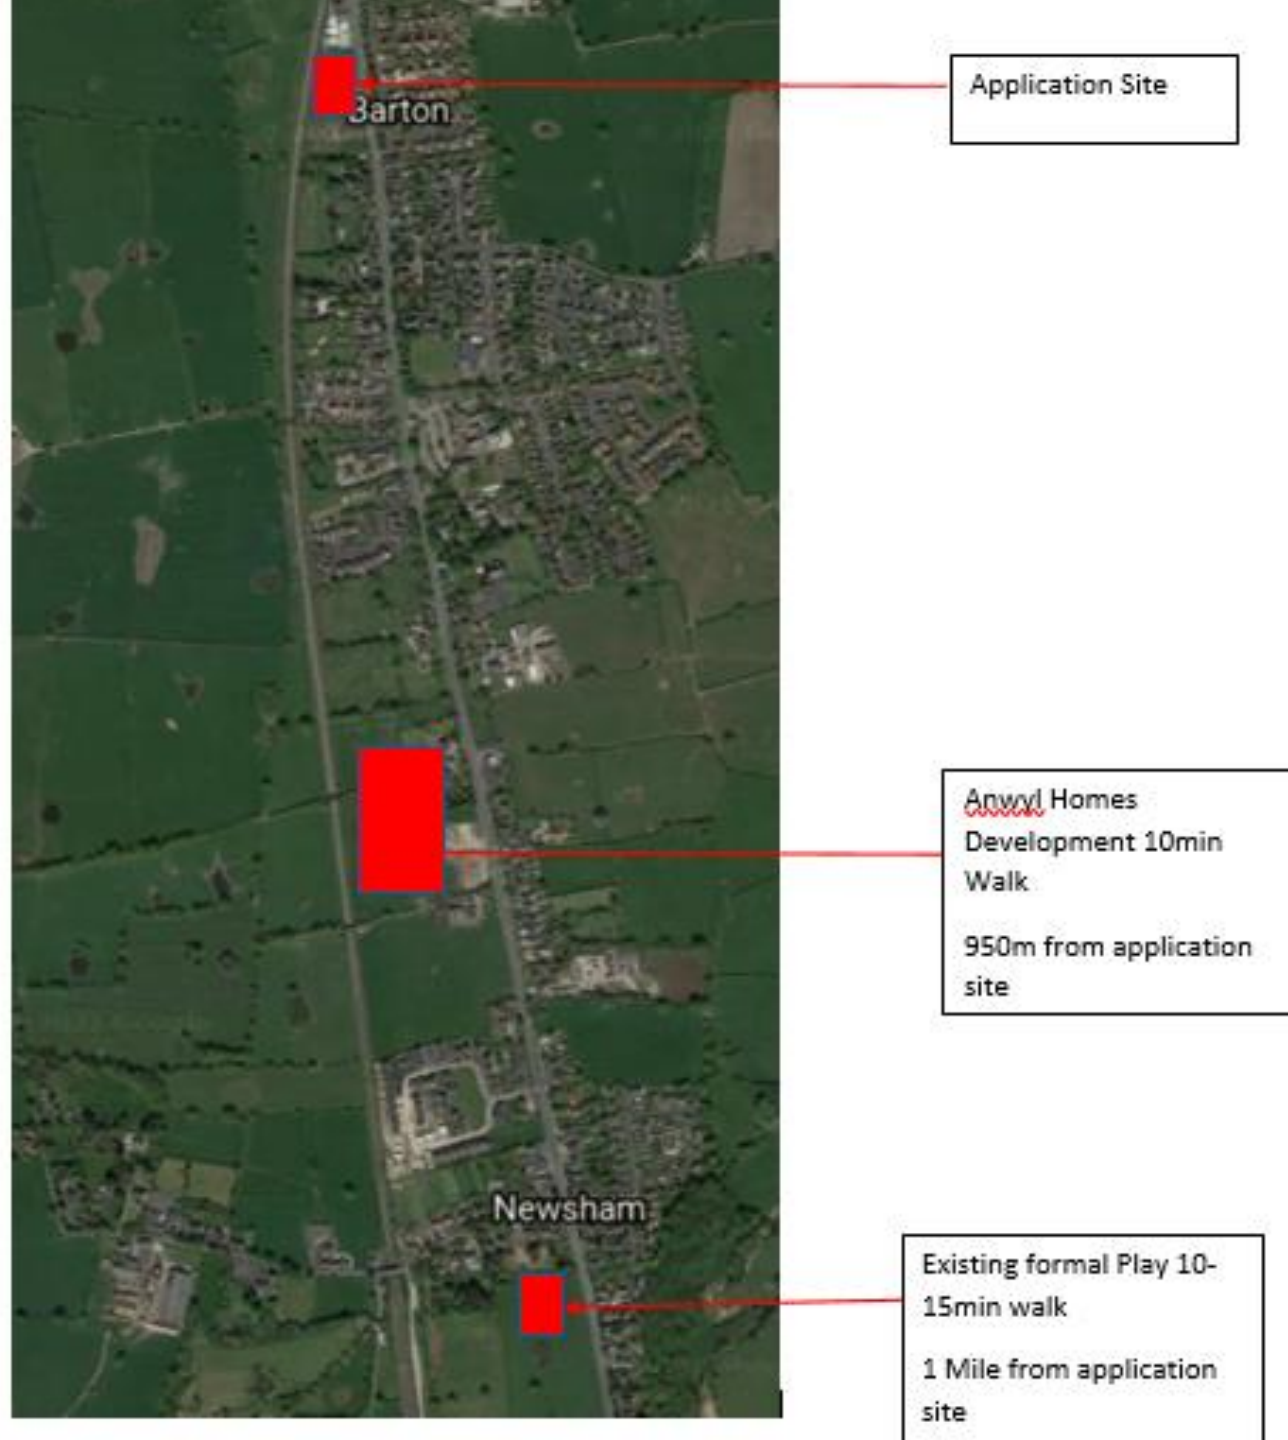 Application Site
Barton
Anwyl Homes
Development 10min
Walk
950m from application
site
Newsham
Existing formal Play 10-
15min walk
1 Mile from application
site